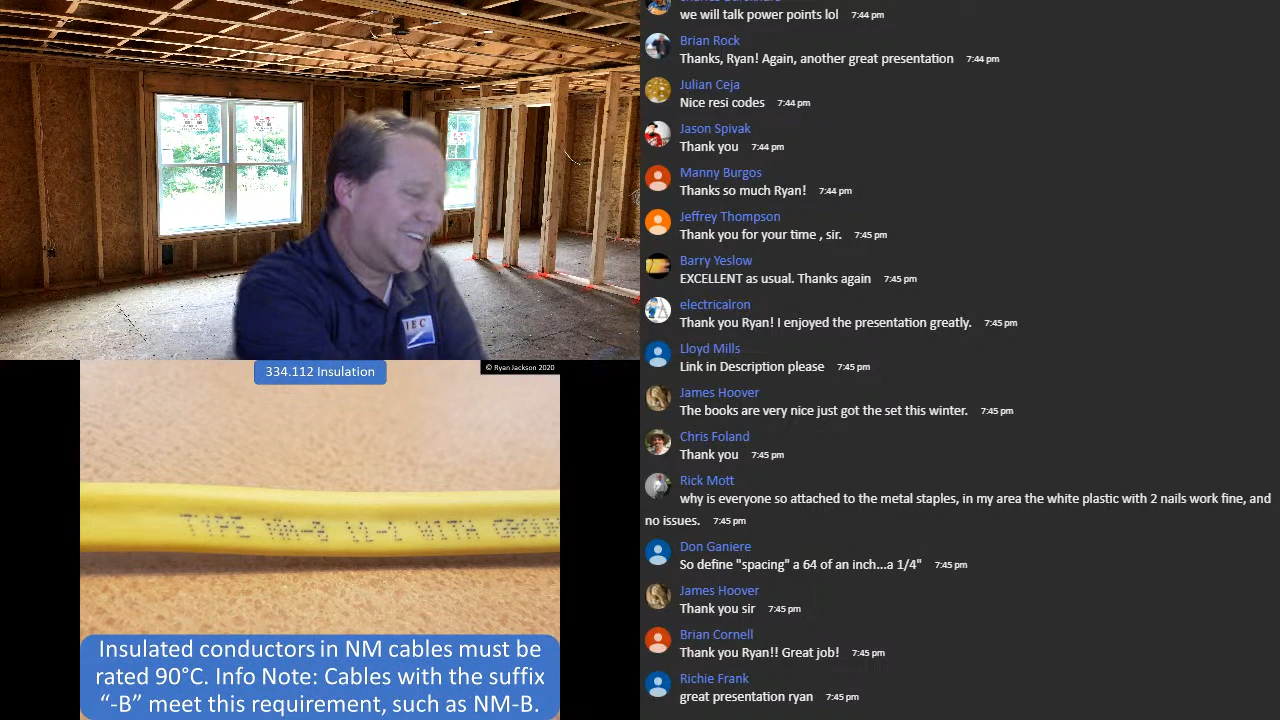 IEC
334.112 Insulation
© Ryan Jackson 2020
TYPE NM-B
WITH
Insulated conductors in NM cables must be
rated 90°C. Info Note: Cables with the suffix
“-B” meet this requirement, such as NM-B.
we will talk power points lol 7:44 pm
Brian Rock
Thanks, Ryan! Again, another great presentation 7:44 pm
Julian Ceja
Nice resi codes 7:44 pm
Jason Spivak
Thank you 7:44 pm
Manny Burgos
Thanks so much Ryan! 7:44 pm
Jeffrey Thompson
Thank you for your time , sir. 7:45 pm
Barry Yeslow
EXCELLENT as usual. Thanks again 7:45 pm
electricalron
Thank you Ryan! I enjoyed the presentation greatly. 7:45 pm
Lloyd Mills
Link in Description please 7:45 pm
James Hoover
The books are very nice just got the set this winter. 7:45 pm
Chris Foland
Thank you 7:45 pm
Rick Mott
why is everyone so attached to the metal staples, in my area the white plastic with 2 nails work fine, and
no issues. 7:45 pm
Don Ganiere
So define "spacing" a 64 of an inch...a 1/4" 7:45 pm
James Hoover
Thank you sir 7:45 pm
Brian Cornell
Thank you Ryan!! Great job! 7:45 pm
Richie Frank
great presentation ryan 7:45 pm